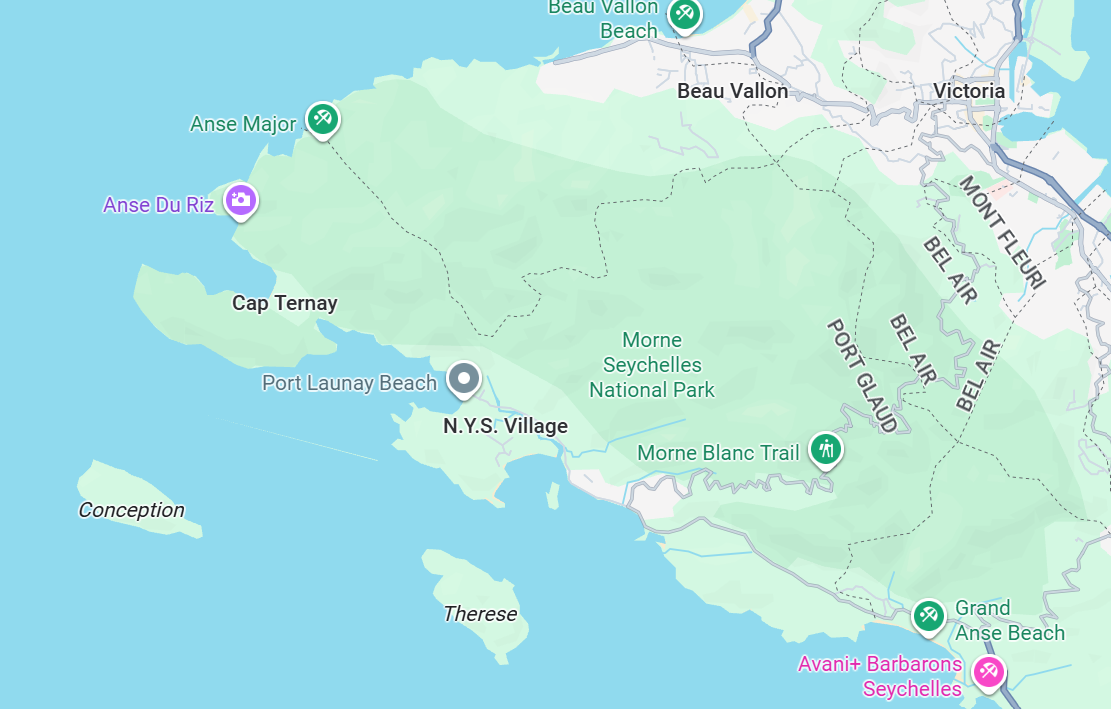 Beau Vallon
Beach
Beau Vallon
Victoria
Anse Major
Anse Du Riz
MONT FLEURI
BEL AIR
Cap Ternay
BEL AIR
PORT GLAUD
BEL AIR
Morne
Seychelles
National Park
Port Launay Beach
N.Y.S. Village
Morne Blanc Trail
Conception
Therese
Grand
Anse Beach
Avani+ Barbarons
Seychelles